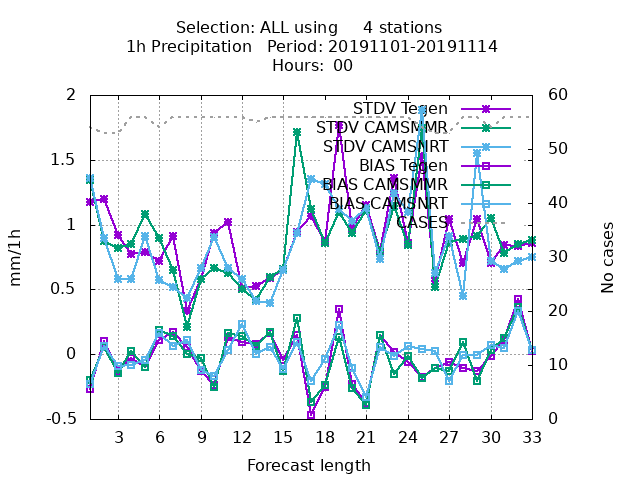 Selection: ALL using 4 stations
1h Precipitation Period: 20191101-20191114
Hours: 00
mm/1h
2
1.5
1
0.5
0
-0.5
STDV Tegen
STDV CAMSMMR
STDV CAMSNRT
BIAS Tegen
BIAS CAMSMMR
BIAS CAMSNRT
CASES
60
50
40
30
20
10
0
No cases
3 6 9 12 15 18 21 24 27 30 33
Forecast length